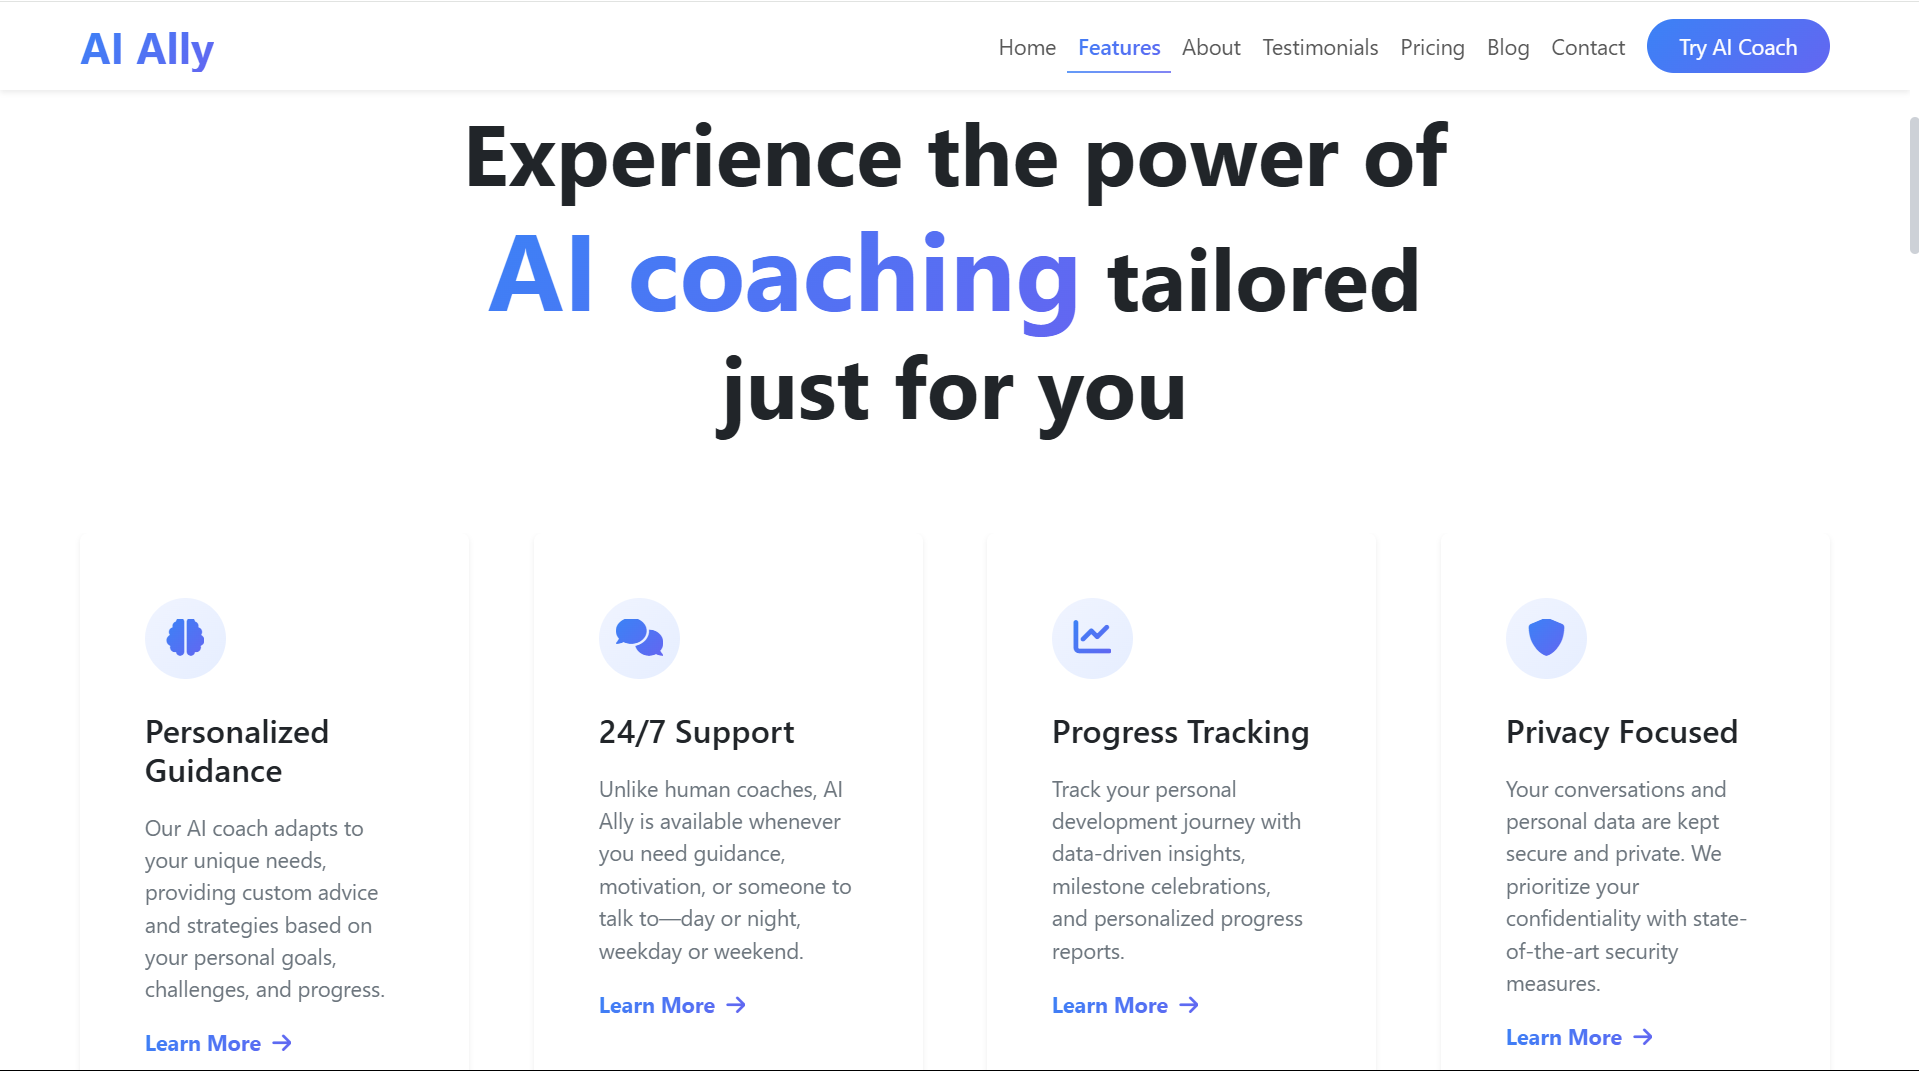 AI Ally
Home Features About Testimonials Pricing Blog Contact Try AI Coach
Experience the power of
AI coaching tailored
just for you
Personalized
Guidance
Our AI coach adapts to
your unique needs,
providing custom advice
and strategies based on
your personal goals,
challenges, and progress.
Learn More
24/7 Support
Unlike human coaches, AI
Ally is available whenever
you need guidance,
motivation, or someone to
talk to—day or night,
weekday or weekend.
Learn More
Progress Tracking
Track your personal
development journey with
data-driven insights,
milestone celebrations,
and personalized progress
reports.
Learn More
Privacy Focused
Your conversations and
personal data are kept
secure and private. We
prioritize your
confidentiality with state-
of-the-art security
measures.
Learn More